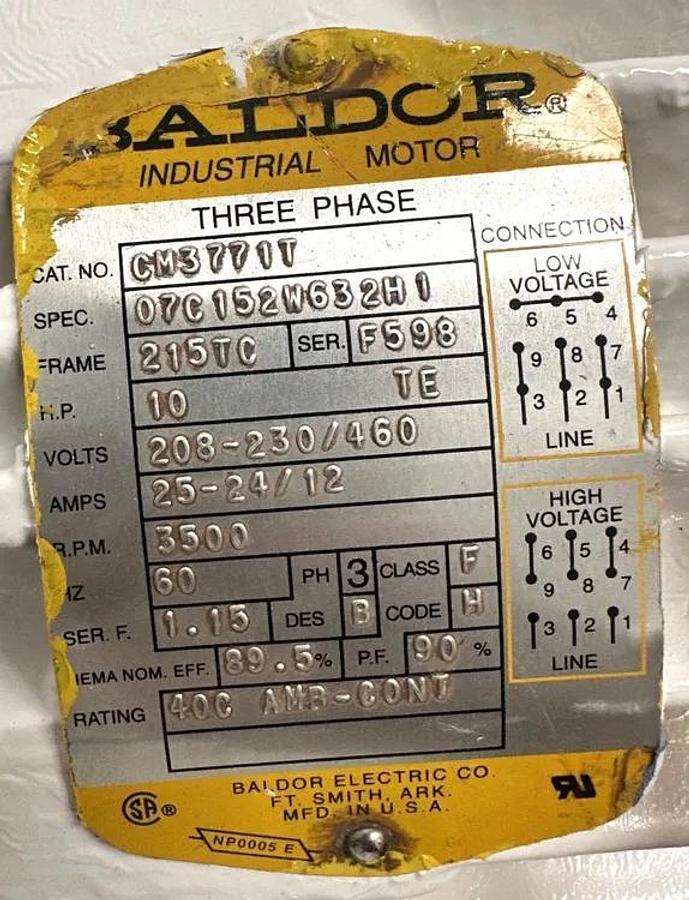 BALDOR®
INDUSTRIAL MOTOR
THREE PHASE
CAT. NO. CM3771T
SPEC. 07C152W632H1
FRAME 215TC SER. F598
H.P. 10 TE
VOLTS 208-230/460
AMPS 25-24/12
R.P.M. 3500
HZ 60 PH 3 CLASS F
SER. F. 1.15 DES B CODE H
NEMA NOM. EFF. 89.5% P.F. 90 %
RATING 40C AMB-CONT
CONNECTION
LOW
VOLTAGE
6 5 4
9 8 7
3 2 1
LINE
HIGH
VOLTAGE
6 5 4
9 8 7
3 2 1
LINE
BALDOR ELECTRIC CO.
FT. SMITH, ARK.
MFD. IN U.S.A.
SA®
RU
NP0005 E